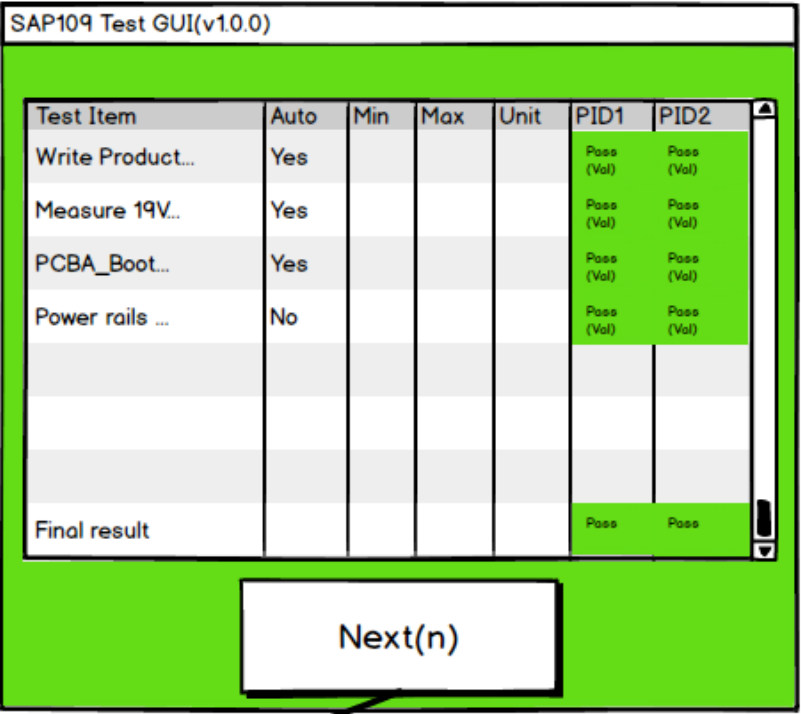 SAP109 Test GUI(v1.0.0)
Test Item Auto Min Max Unit PID1 PID2
Write Product... Yes Pass (Val) Pass (Val)
Measure 19V... Yes Pass (Val) Pass (Val)
PCBA_Boot... Yes Pass (Val) Pass (Val)
Power rails ... No Pass (Val) Pass (Val)
Final result Pass Pass
Next(n)